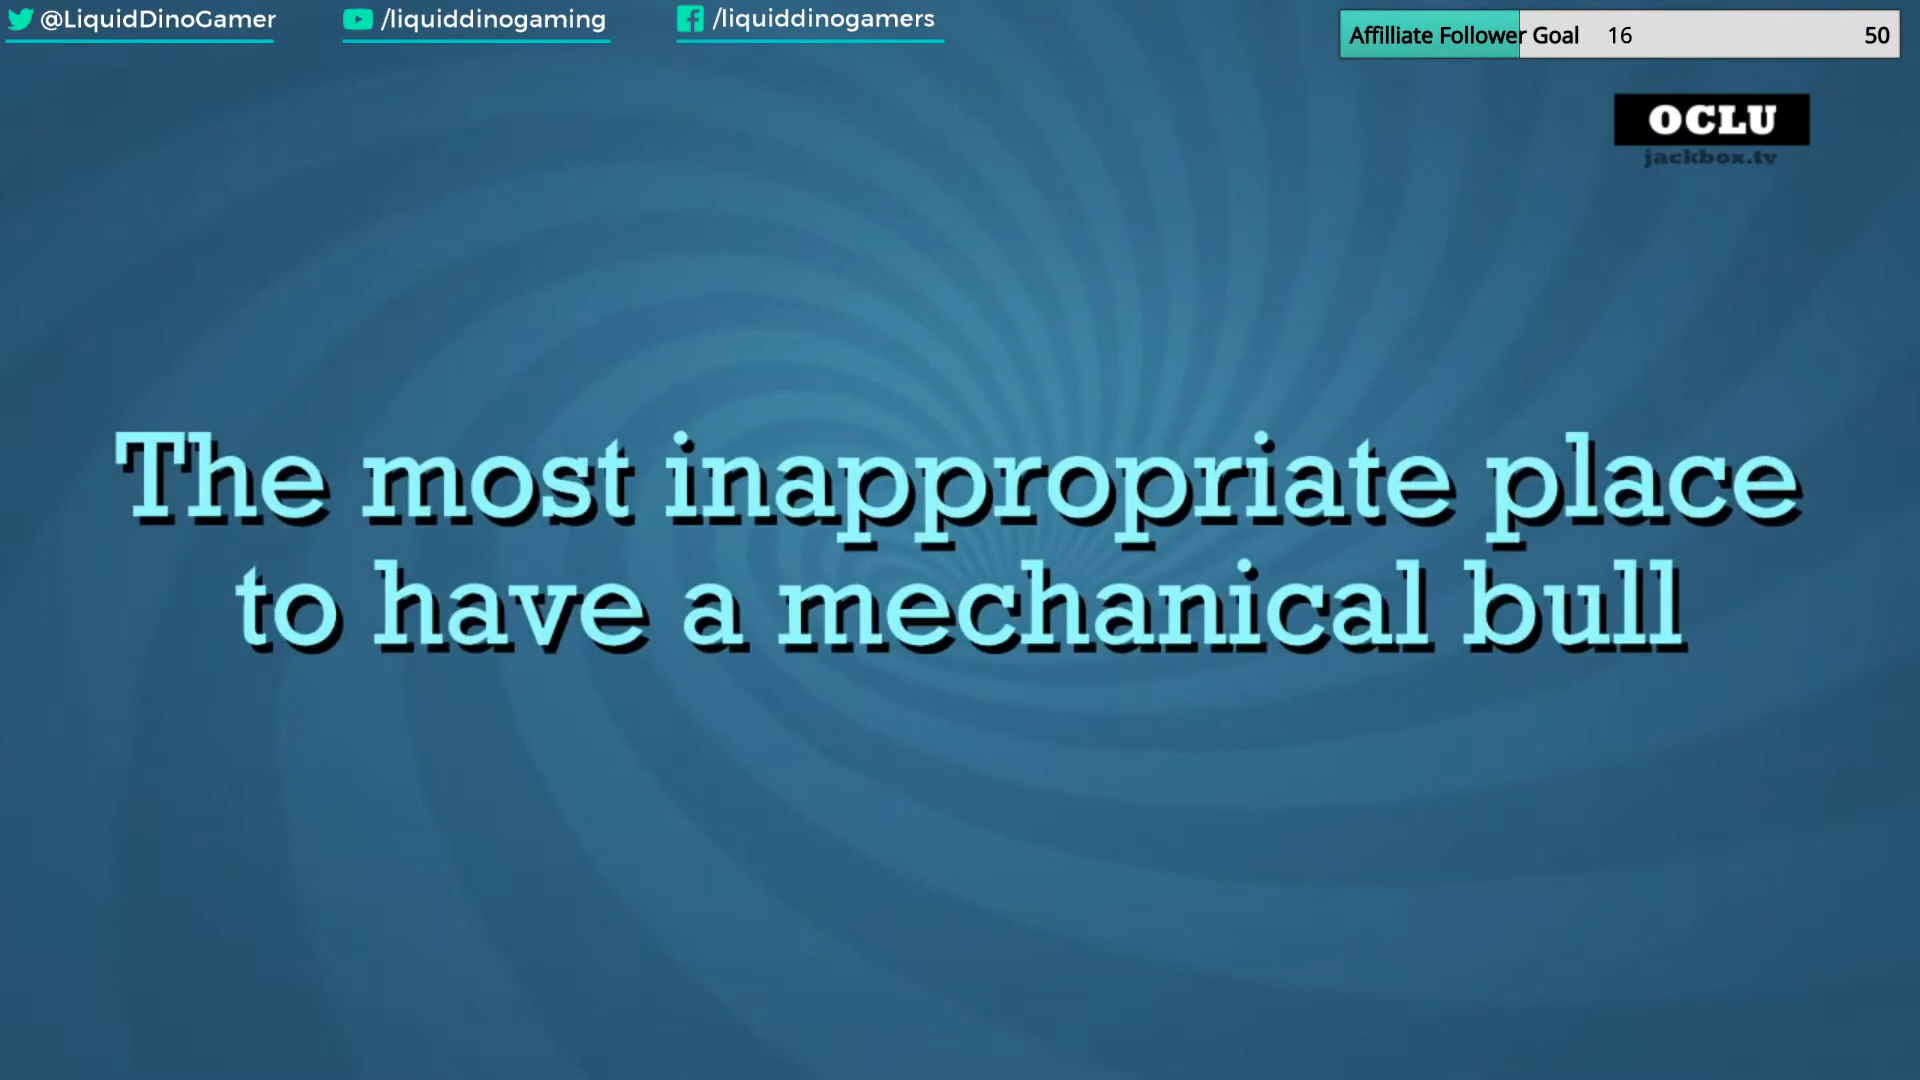 @LiquidDinoGamer /liquiddinogaming /liquiddinogamers
Affilliate Follower Goal 16 50
OCLU
jackbox.tv
The most inappropriate place
to have a mechanical bull